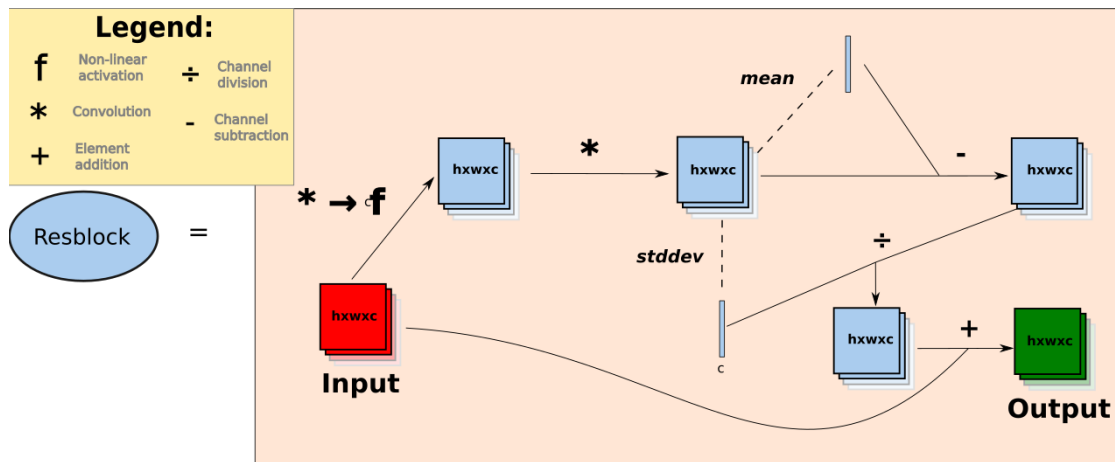 Legend:
f Non-linear
activation
÷ Channel
division
* Convolution
- Channel
subtraction
+ Element
addition
Resblock =
mean
hxwxc
*
hxwxc
-
hxwxc
* → c f
stddev
÷
hxwxc
Input
c
hxwxc
+
hxwxc
Output